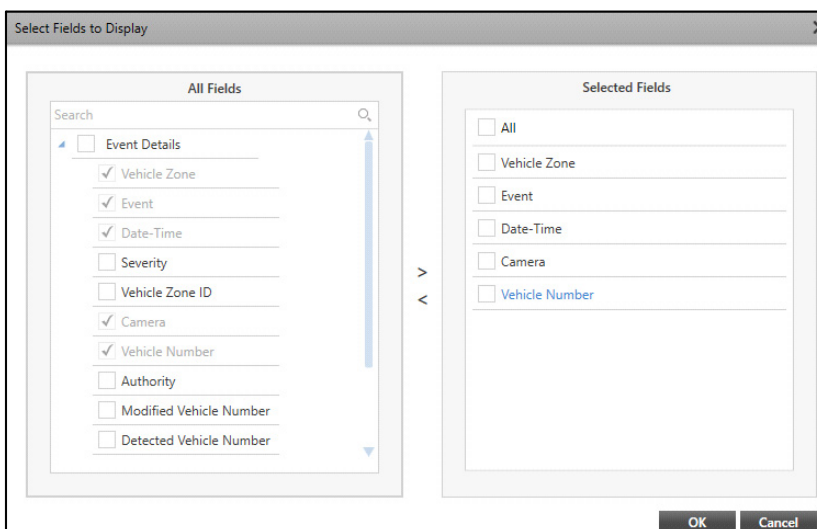 Select Fields to Display
All Fields
Search
Event Details
Vehicle Zone
Event
Date-Time
Severity
Vehicle Zone ID
Camera
Vehicle Number
Authority
Modified Vehicle Number
Detected Vehicle Number
>
<
Selected Fields
All
Vehicle Zone
Event
Date-Time
Camera
Vehicle Number
OK
Cancel